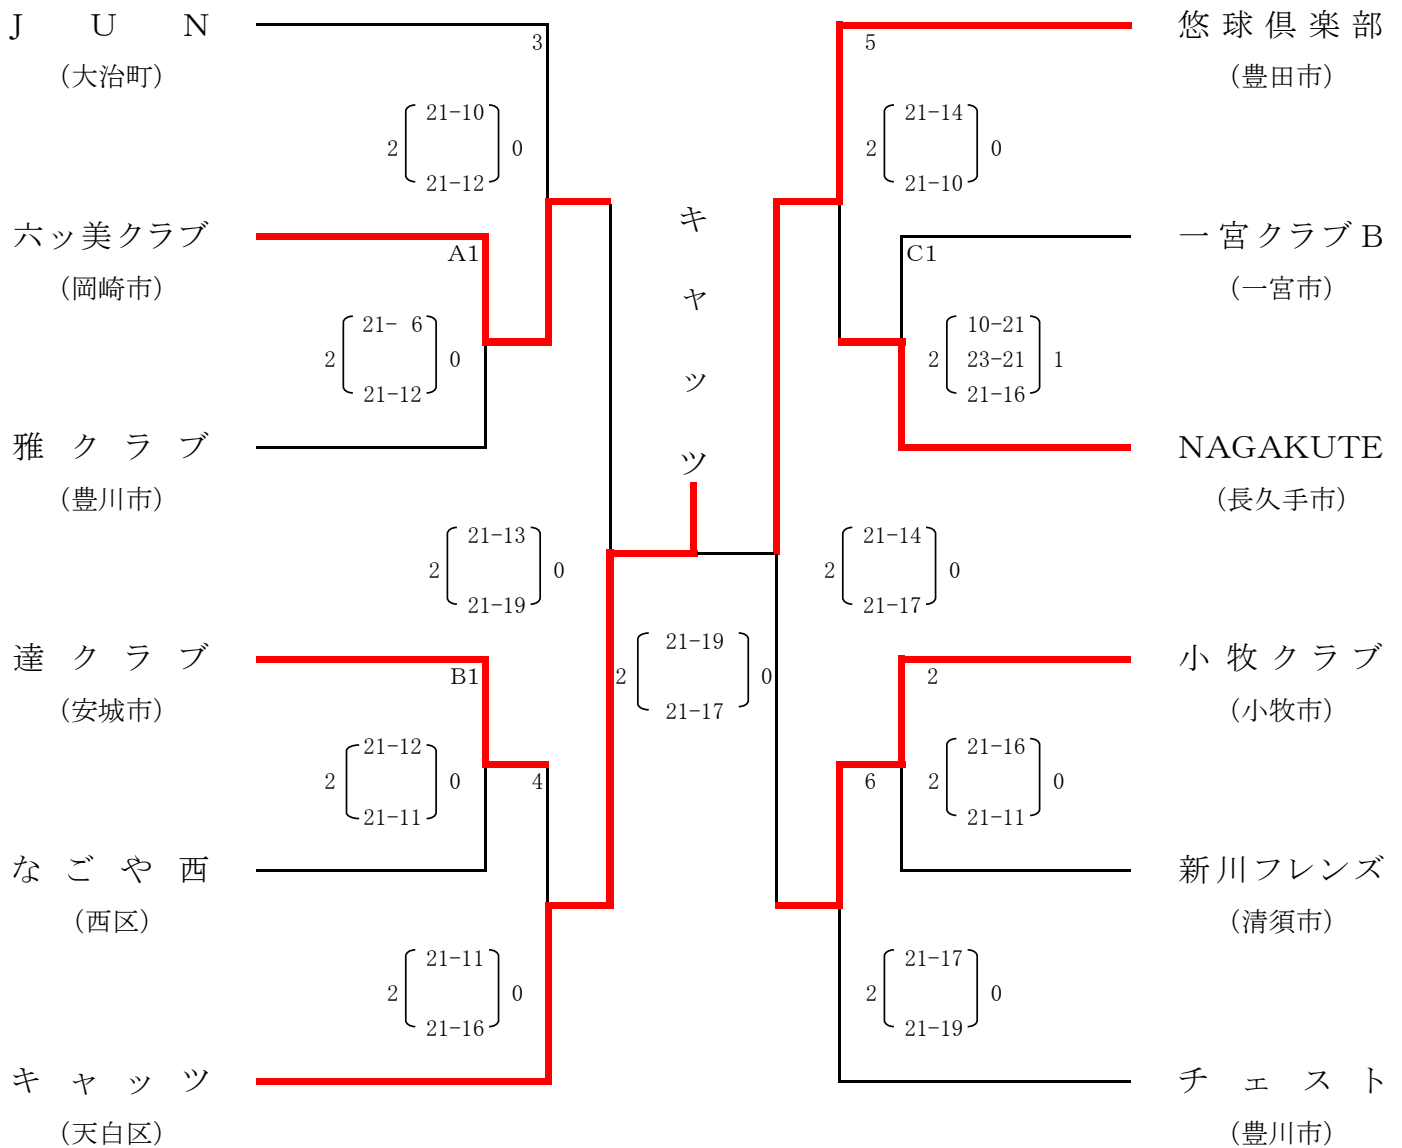 JUN
(大治町)
3
21-10
2 0
21-12
六ッ美クラブ
(岡崎市)
A1
21- 6
2 0
21-12
雅クラブ
(豊川市)
21-13
2 0
21-19
達クラブ
(安城市)
B1
21-12
2 0
21-11
4
なごや西
(西区)
21-11
2 0
21-16
キャッツ
(天白区)
キャッツ
21-19
2 0
21-17
悠球倶楽部
(豊田市)
5
21-14
2 0
21-10
一宮クラブB
(一宮市)
C1
10-21
2 23-21 1
21-16
NAGAKUTE
(長久手市)
21-14
2 0
21-17
小牧クラブ
(小牧市)
2
21-16
2 0
21-11
6
新川フレンズ
(清須市)
21-17
2 0
21-19
チェスト
(豊川市)